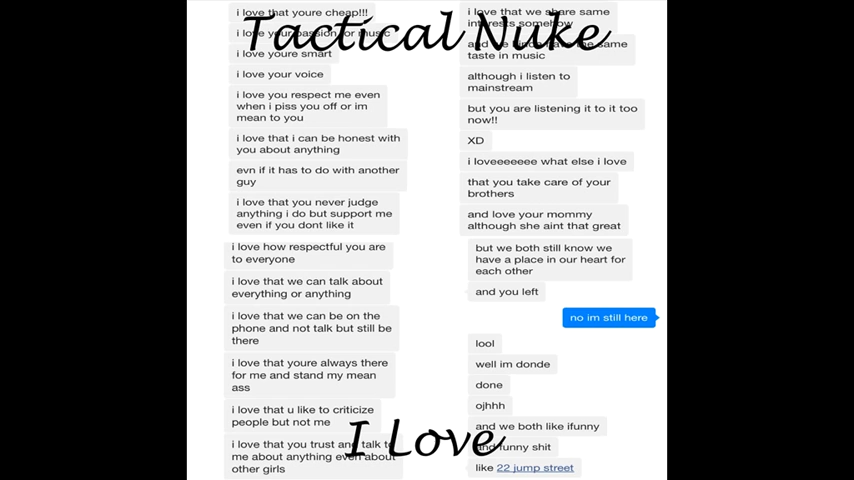 Tactical Nuke
i love that youre cheap!!!
i love your passion for music
i love youre smart
i love your voice
i love you respect me even
when i piss you off or im
mean to you
i love that i can be honest with
you about anything
evn if it has to do with another
guy
i love that you never judge
anything i do but support me
even if you dont like it
i love how respectful you are
to everyone
i love that we can talk about
everything or anything
i love that we can be on the
phone and not talk but still be
there
i love that youre always there
for me and stand my mean
ass
i love that u like to criticize
people but not me
i love that you trust and talk to
me about anything even about
other girls
i love that we share same
interests somehow
and we kinda have the same
taste in music
although i listen to
mainstream
but you are listening it to it too
now!!
XD
i loveeeeeee what else i love
that you take care of your
brothers
and love your mommy
although she aint that great
but we both still know we
have a place in our heart for
each other
and you left
no im still here
lool
well im donde
done
ojhhh
and we both like ifunny
and funny shit
like 22 jump street
I Love